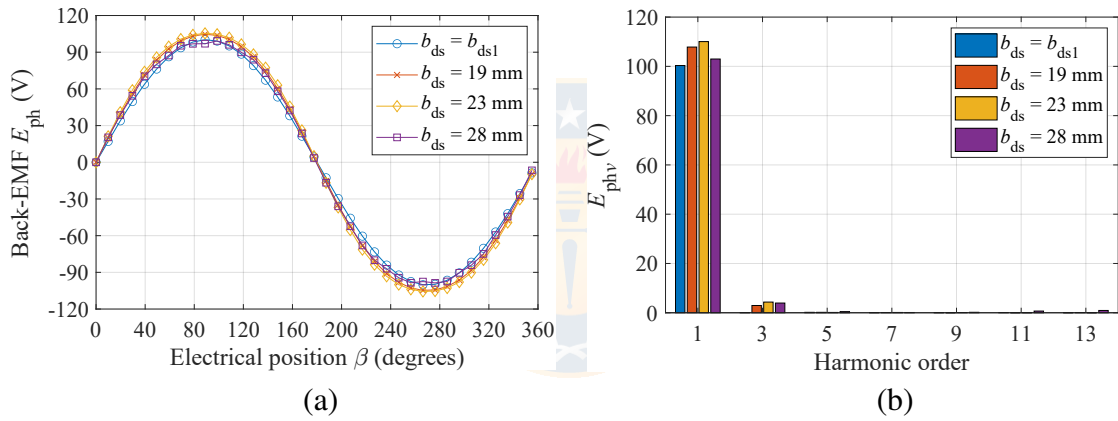 120
90
60
30
0
-30
-60
-90
-120
Back-EMF E_ph (V)
b_ds = b_ds1
b_ds = 19 mm
b_ds = 23 mm
b_ds = 28 mm
0 40 80 120 160 200 240 280 320 360
Electrical position β (degrees)
(a)
120
100
80
60
40
20
0
E_phν (V)
b_ds = b_ds1
b_ds = 19 mm
b_ds = 23 mm
b_ds = 28 mm
1 3 5 7 9 11 13
Harmonic order
(b)